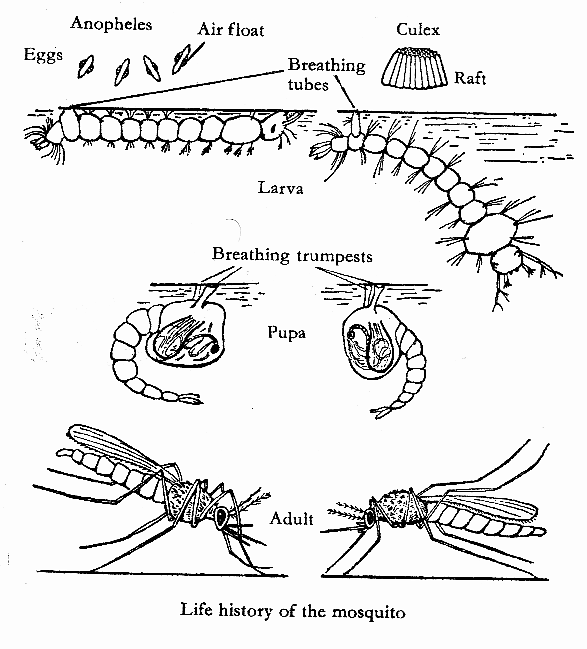 Anopheles
Air float
Culex
Eggs
Breathing
tubes
Raft
Larva
Breathing trumpests
Pupa
Adult
Life history of the mosquito